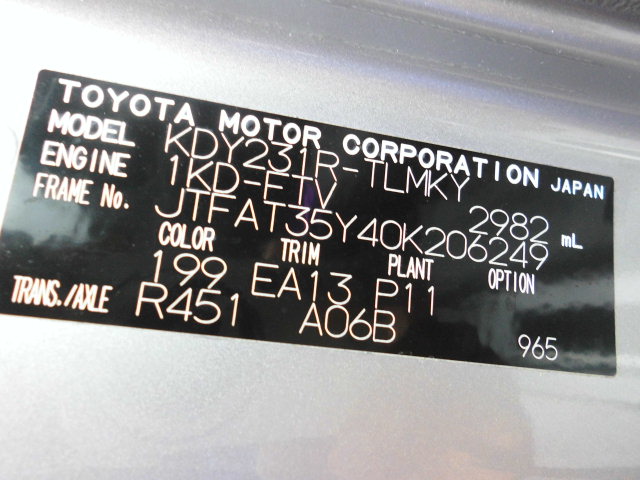 TOYOTA MOTOR CORPORATION JAPAN
MODEL KDY231R-TLMKY
ENGINE 1KD-FTV 2982 mL
FRAME No. JTFAT35Y40K206249
COLOR TRIM PLANT OPTION
199 EA13 P11
TRANS./AXLE R451 A06B
965